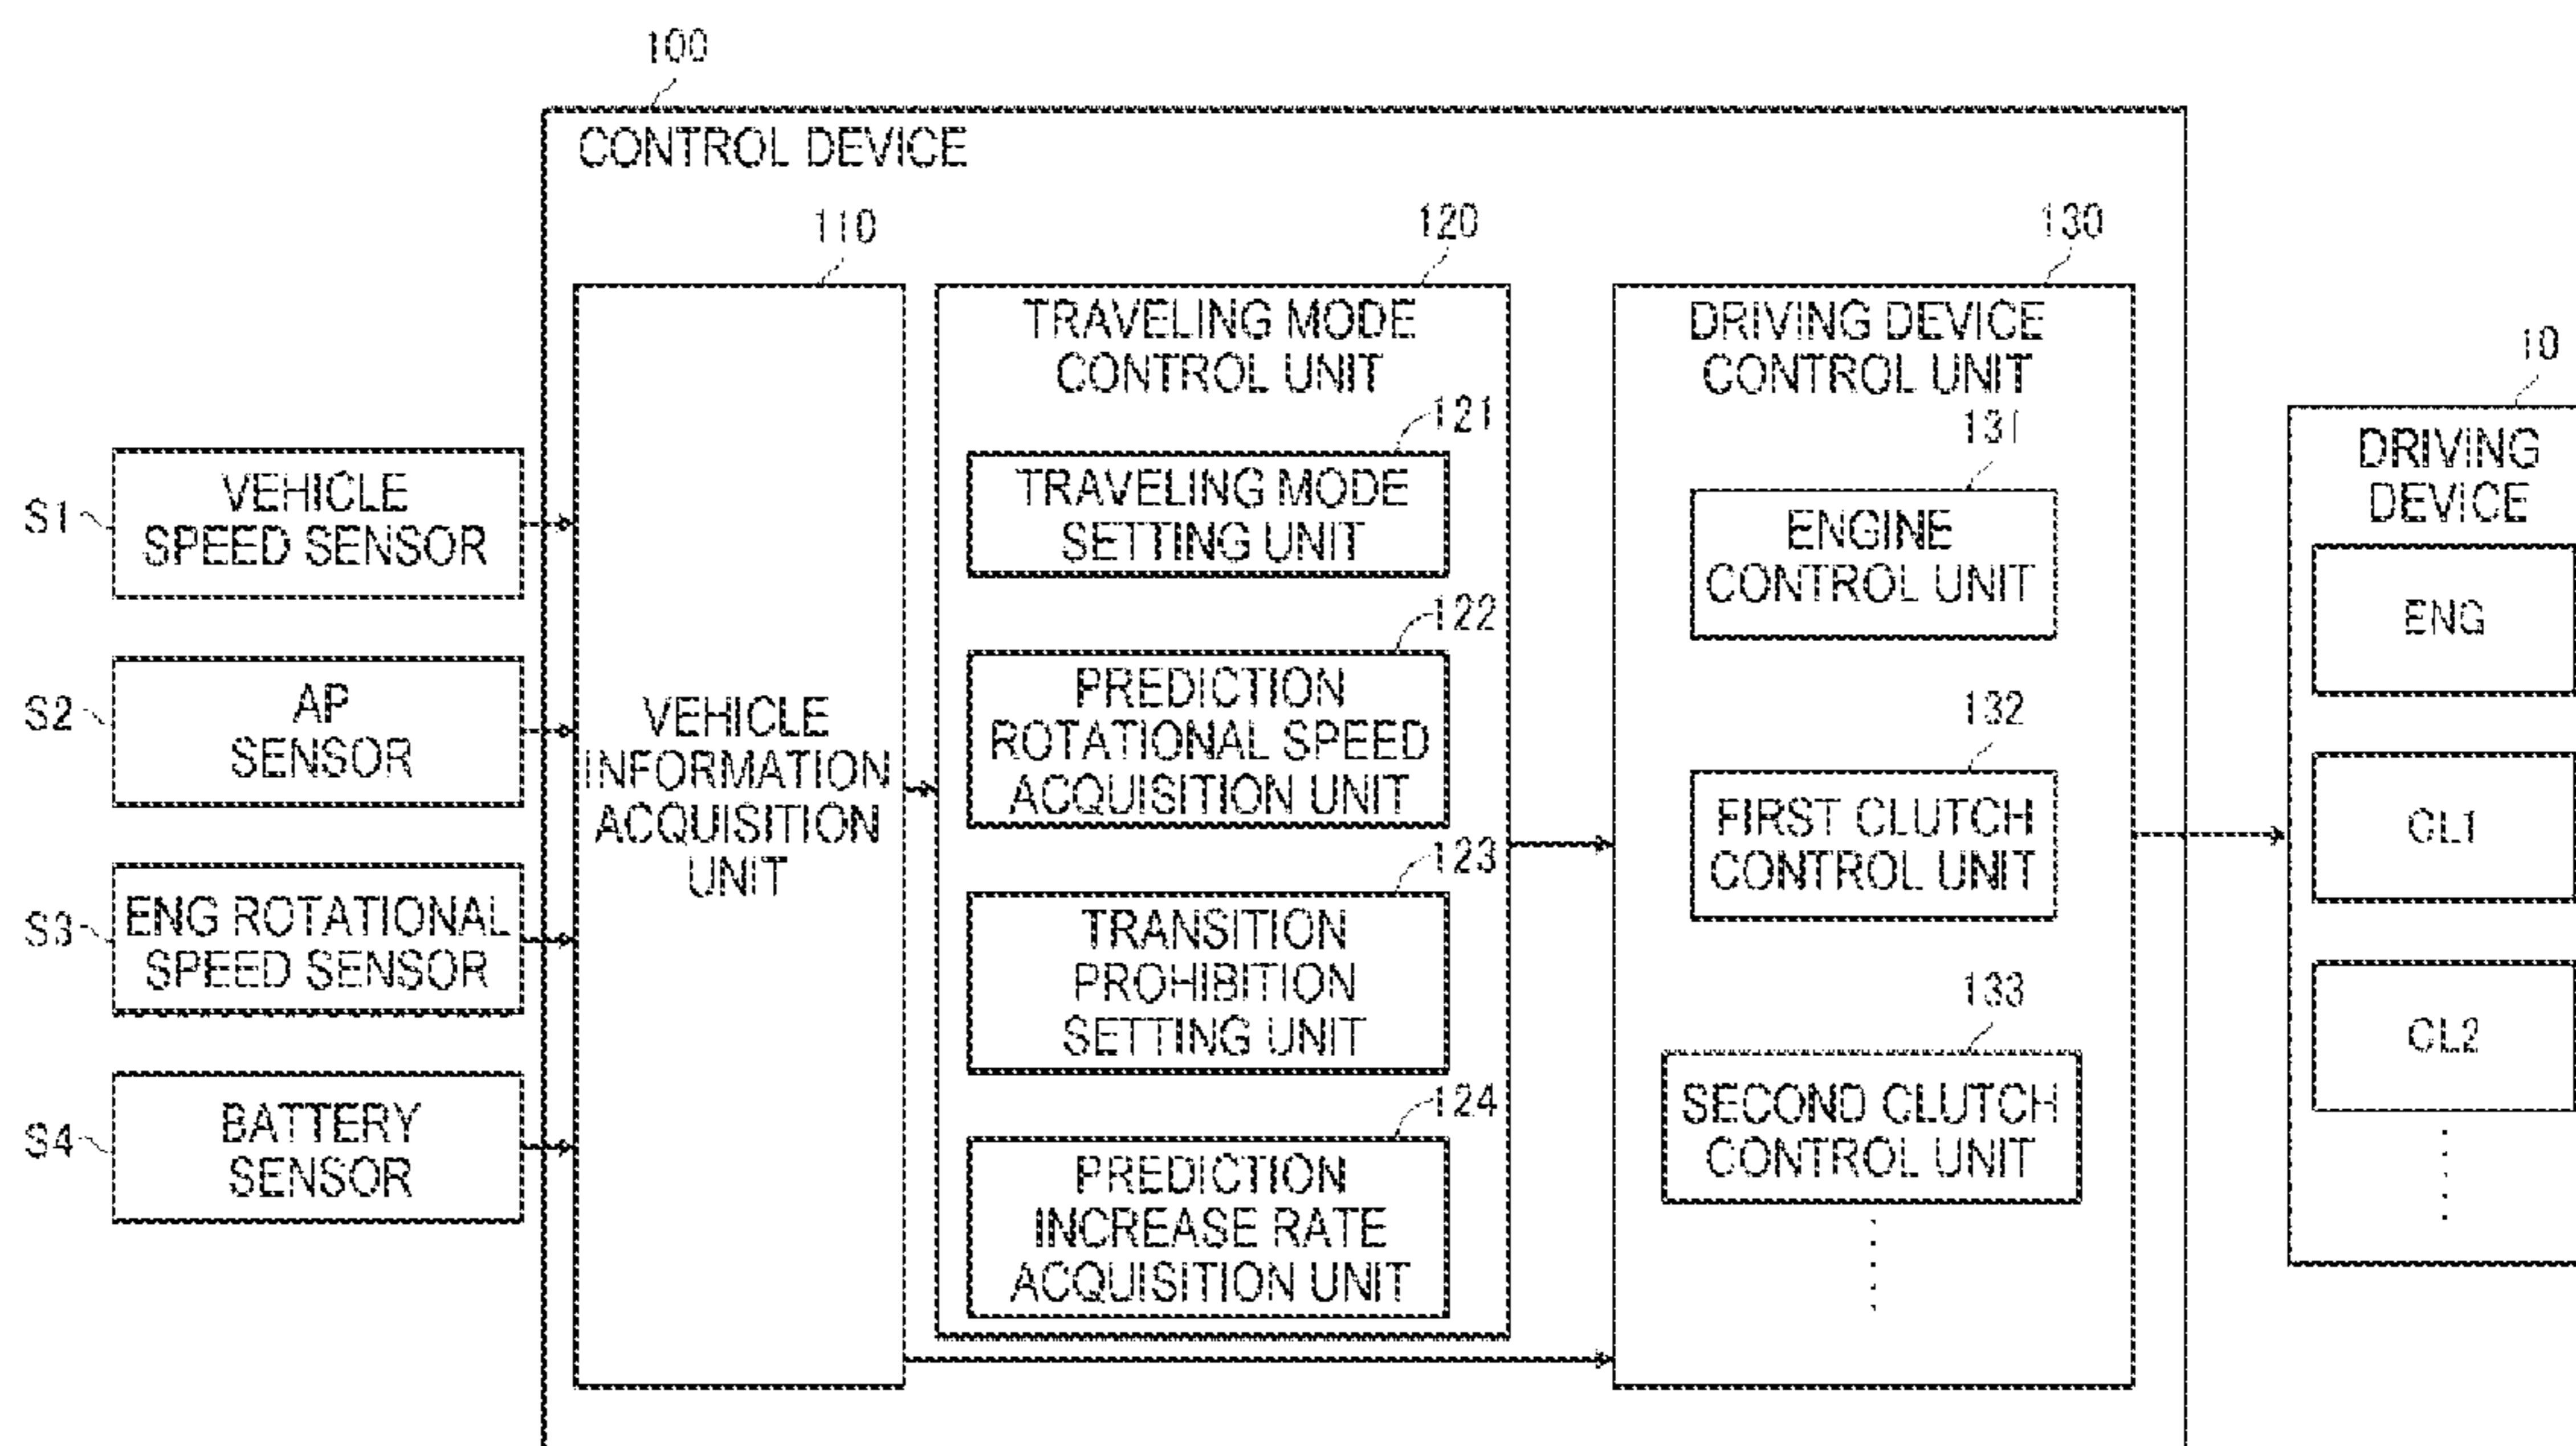 100
CONTROL DEVICE
110
120
130
10
S1
VEHICLE
SPEED SENSOR
S2
AP
SENSOR
S3
ENG ROTATIONAL
SPEED SENSOR
S4
BATTERY
SENSOR
VEHICLE
INFORMATION
ACQUISITION
UNIT
TRAVELING MODE
CONTROL UNIT
121
TRAVELING MODE
SETTING UNIT
122
PREDICTION
ROTATIONAL SPEED
ACQUISITION UNIT
123
TRANSITION
PROHIBITION
SETTING UNIT
124
PREDICTION
INCREASE RATE
ACQUISITION UNIT
DRIVING DEVICE
CONTROL UNIT
131
ENGINE
CONTROL UNIT
132
FIRST CLUTCH
CONTROL UNIT
133
SECOND CLUTCH
CONTROL UNIT
DRIVING
DEVICE
ENG
CL1
CL2